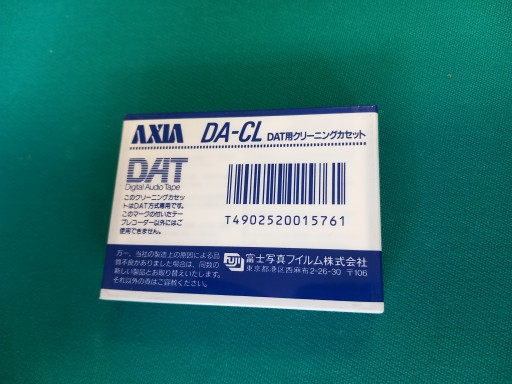 AXIA DA-CL DAT用クリーニングカセット
DAT
Digital Audio Tape
このクリーニングカセッ
トはDAT方式専用です。
このマークの付いたテー
プレコーダー以外にはご
使用できません。
T4902520015761
万一、当社の製造上の原因による品
質不良がありました場合は、同数の
新しい製品とお取り替えいたします。
それ以外の責はご容赦ください。
FUJI 富士写真フイルム株式会社
東京都港区西麻布2-26-30 〒106